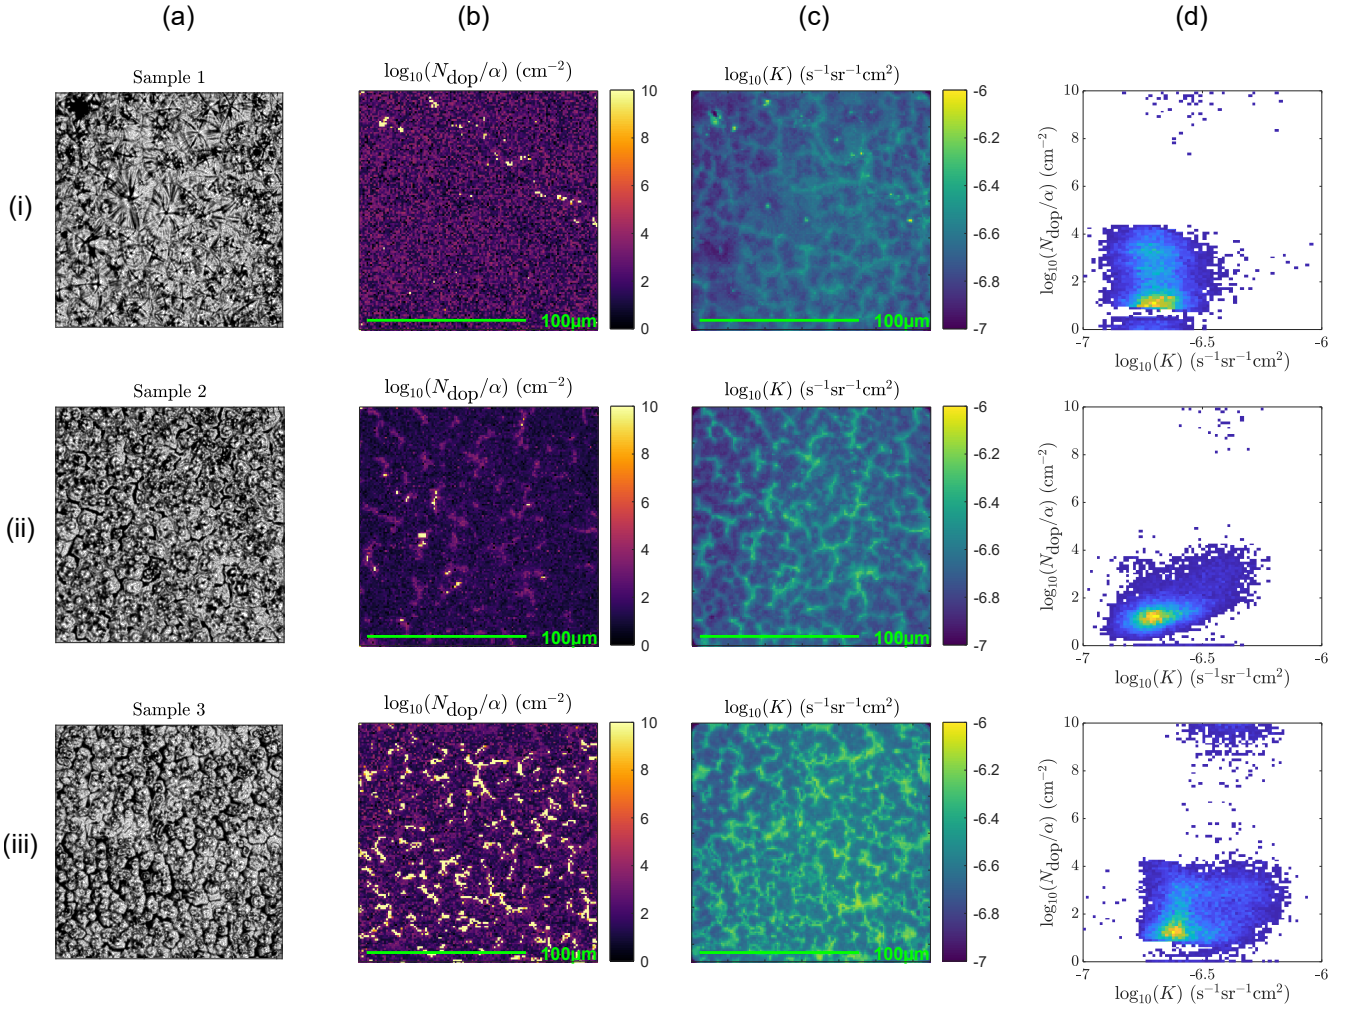 (a) (b) (c) (d)
Sample 1 log₁₀(N_dop/α) (cm⁻²) log₁₀(K) (s⁻¹sr⁻¹cm²)
(i)
10
8
6
4
2
0
100μm
-6
-6.2
-6.4
-6.6
-6.8
-7
100μm
log₁₀(N_dop/α) (cm⁻²)
10
8
6
4
2
0
-7 -6.5 -6
log₁₀(K) (s⁻¹sr⁻¹cm²)
Sample 2 log₁₀(N_dop/α) (cm⁻²) log₁₀(K) (s⁻¹sr⁻¹cm²)
(ii)
10
8
6
4
2
0
100μm
-6
-6.2
-6.4
-6.6
-6.8
-7
100μm
log₁₀(N_dop/α) (cm⁻²)
10
8
6
4
2
0
-7 -6.5 -6
log₁₀(K) (s⁻¹sr⁻¹cm²)
Sample 3 log₁₀(N_dop/α) (cm⁻²) log₁₀(K) (s⁻¹sr⁻¹cm²)
(iii)
10
8
6
4
2
0
100μm
-6
-6.2
-6.4
-6.6
-6.8
-7
100μm
log₁₀(N_dop/α) (cm⁻²)
10
8
6
4
2
0
-7 -6.5 -6
log₁₀(K) (s⁻¹sr⁻¹cm²)